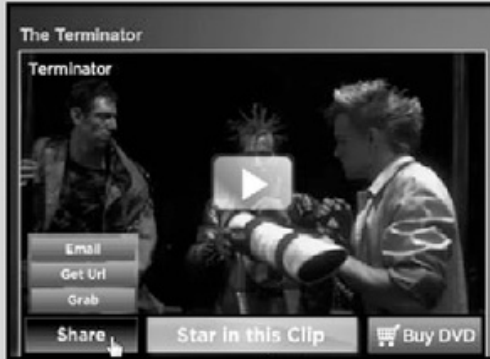 The Terminator
Terminator
Email
Get Url
Grab
Share
Star in this Clip
Buy DVD